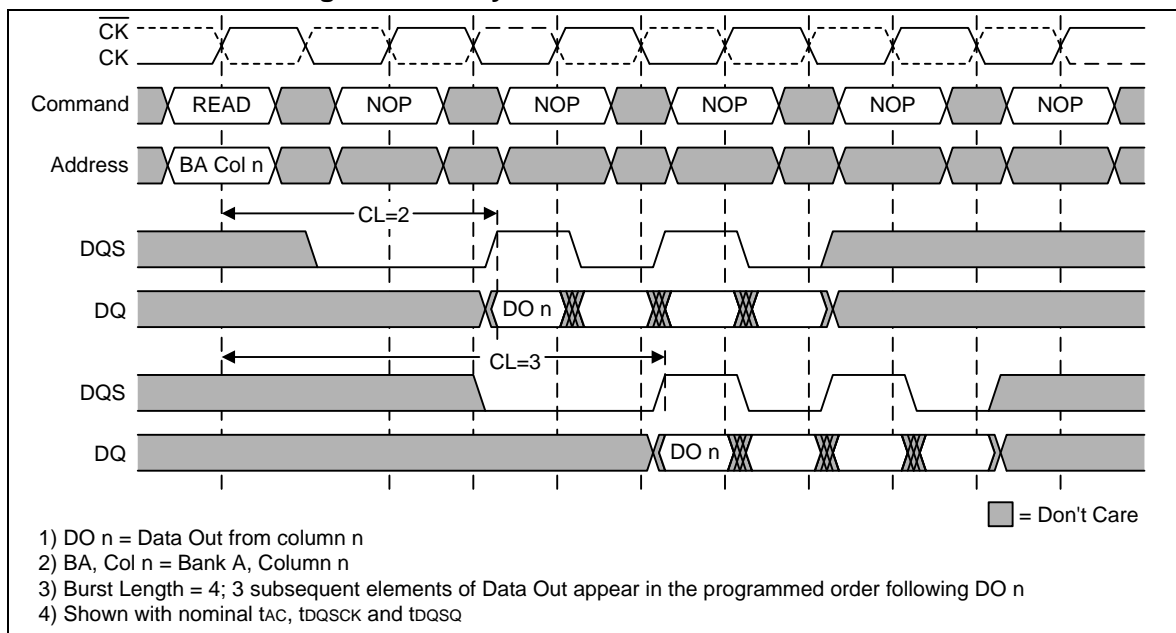 CK
CK
Command READ NOP NOP NOP NOP NOP
Address BA Col n
CL=2
DQS
DQ DO n
CL=3
DQS
DQ DO n
= Don't Care
1) DO n = Data Out from column n
2) BA, Col n = Bank A, Column n
3) Burst Length = 4; 3 subsequent elements of Data Out appear in the programmed order following DO n
4) Shown with nominal tAC, tDQSCK and tDQSQ